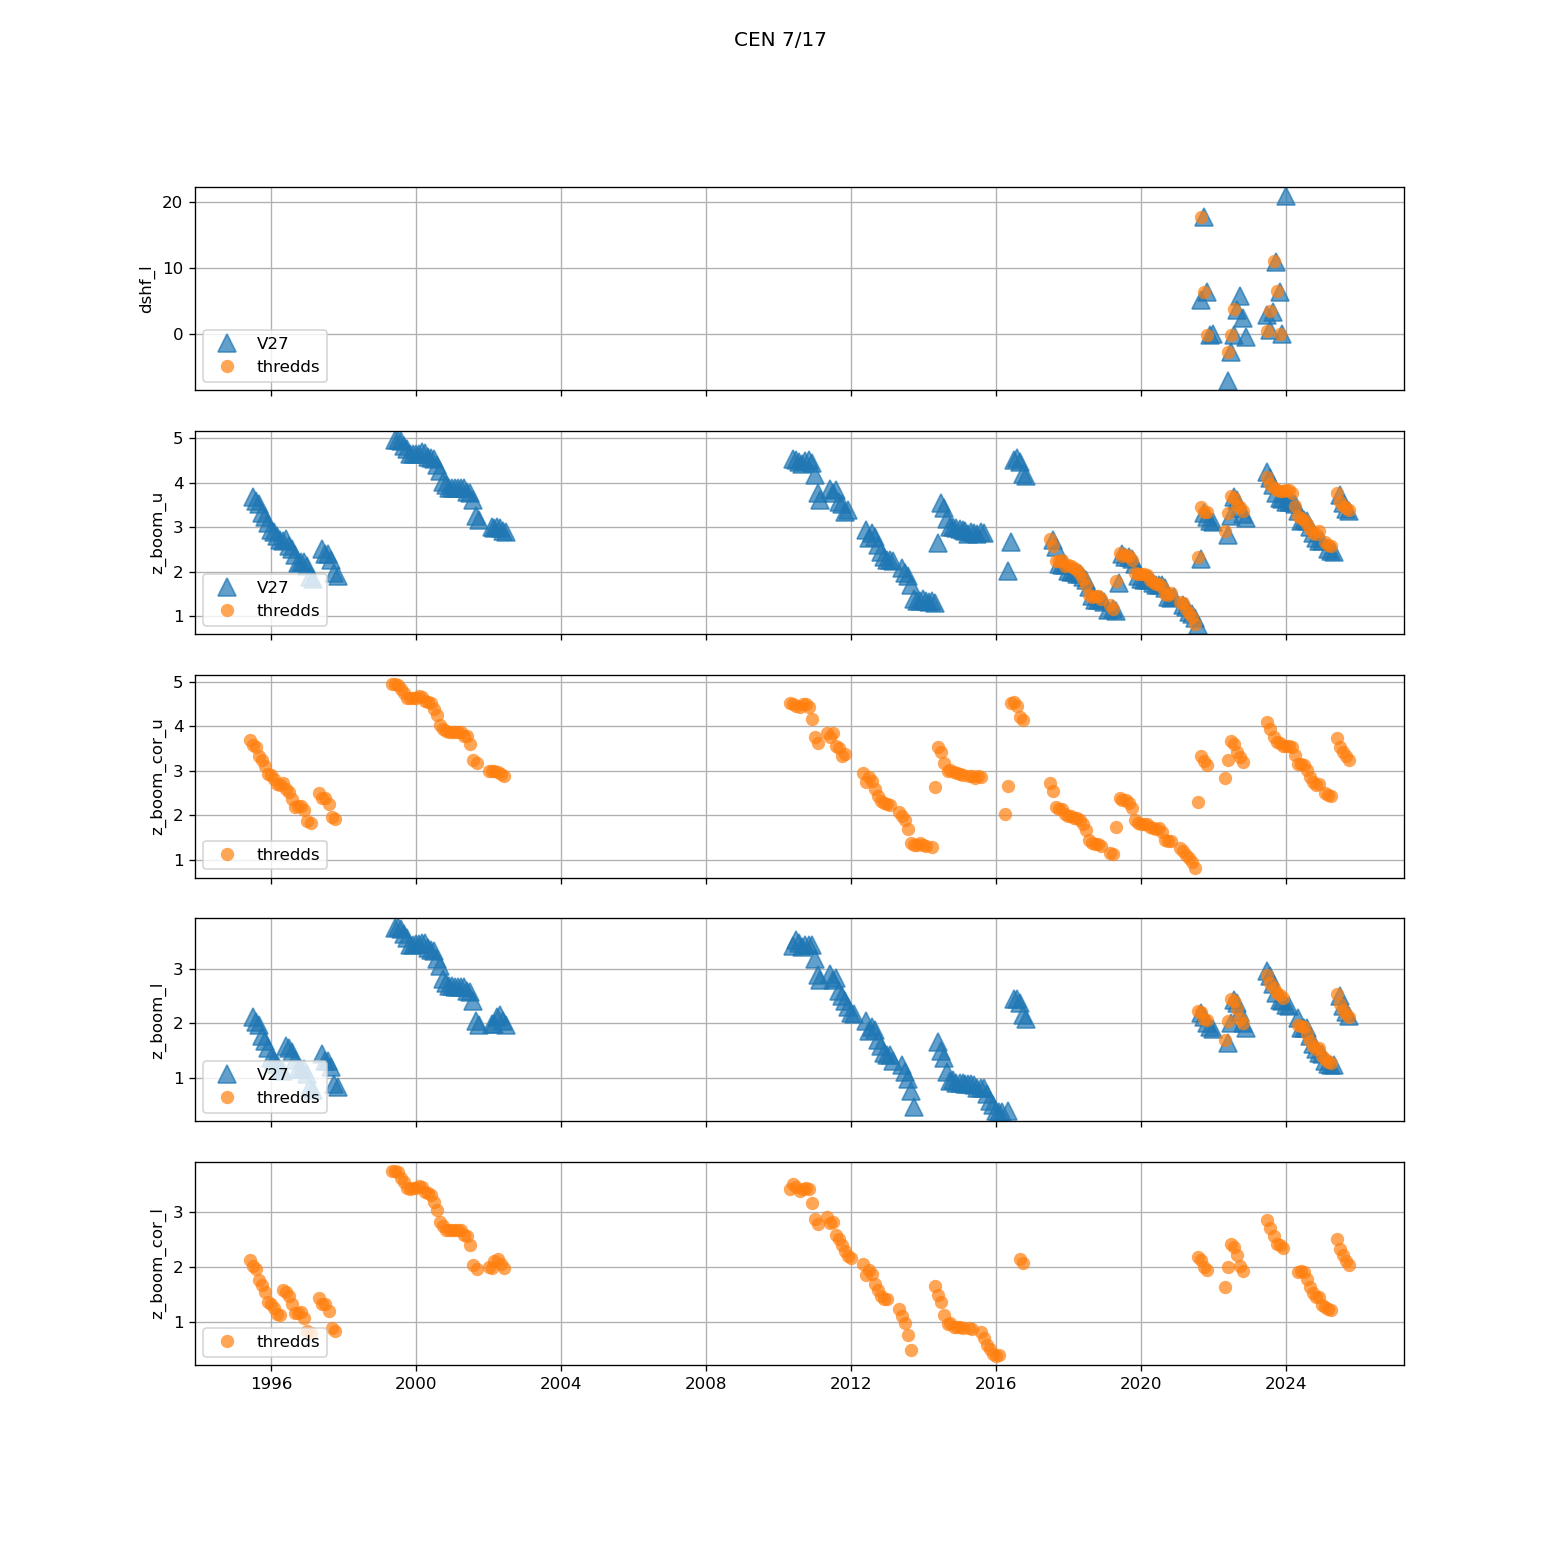 CEN 7/17
20
10
0
dshf_l
V27
thredds
5
4
3
2
1
z_boom_u
V27
thredds
5
4
3
2
1
z_boom_cor_u
thredds
3
2
1
z_boom_l
V27
thredds
3
2
1
z_boom_cor_l
thredds
1996 2000 2004 2008 2012 2016 2020 2024